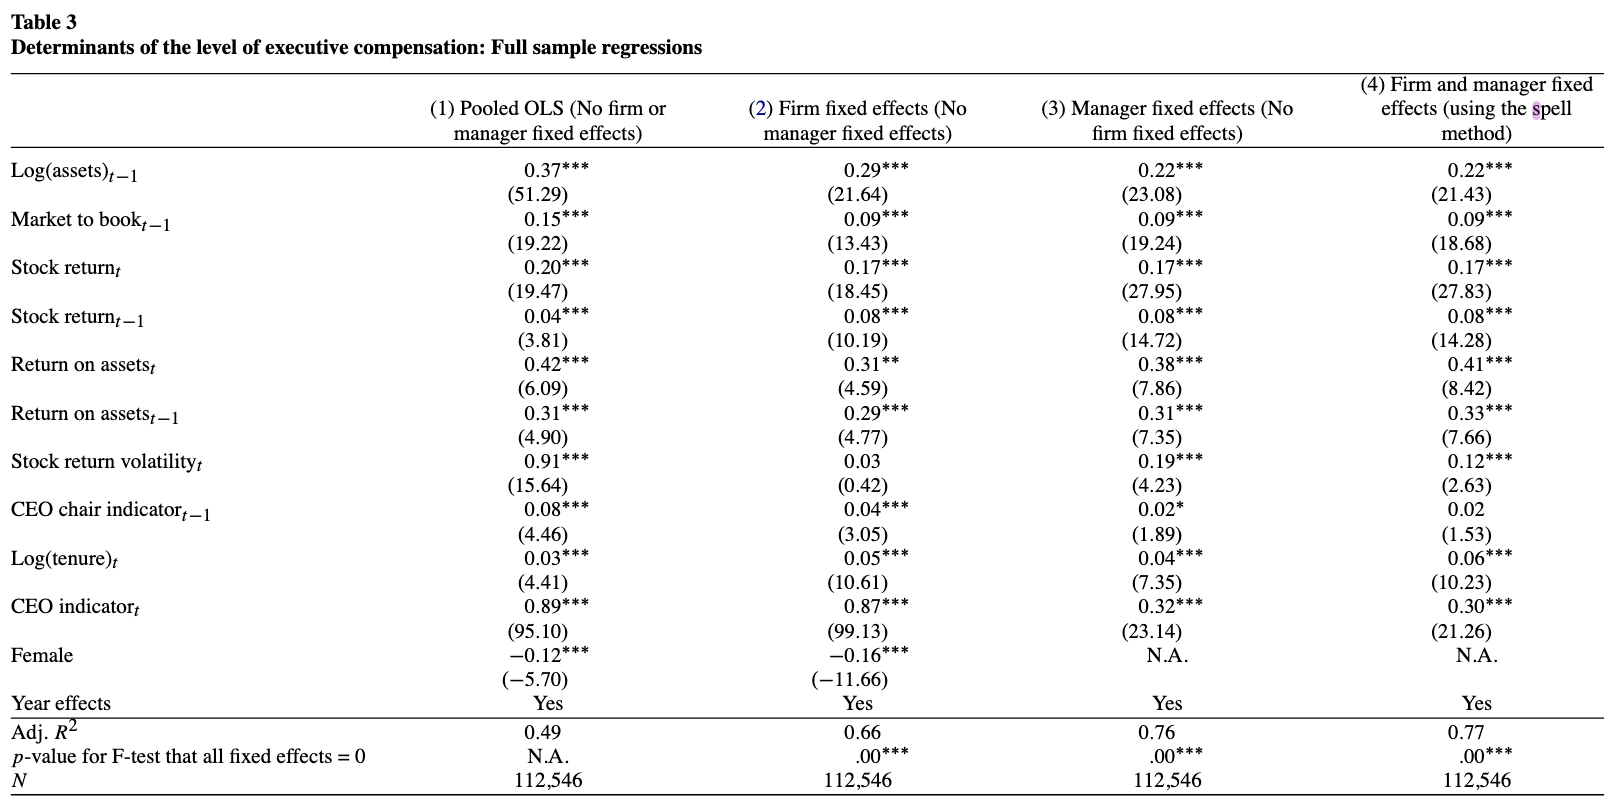 Table 3
Determinants of the level of executive compensation: Full sample regressions
(1) Pooled OLS (No firm or manager fixed effects) (2) Firm fixed effects (No manager fixed effects) (3) Manager fixed effects (No firm fixed effects) (4) Firm and manager fixed effects (using the spell method)
Log(assets)t−1 0.37*** 0.29*** 0.22*** 0.22***
(51.29) (21.64) (23.08) (21.43)
Market to bookt−1 0.15*** 0.09*** 0.09*** 0.09***
(19.22) (13.43) (19.24) (18.68)
Stock returnt 0.20*** 0.17*** 0.17*** 0.17***
(19.47) (18.45) (27.95) (27.83)
Stock returnt−1 0.04*** 0.08*** 0.08*** 0.08***
(3.81) (10.19) (14.72) (14.28)
Return on assetst 0.42*** 0.31** 0.38*** 0.41***
(6.09) (4.59) (7.86) (8.42)
Return on assetst−1 0.31*** 0.29*** 0.31*** 0.33***
(4.90) (4.77) (7.35) (7.66)
Stock return volatilityt 0.91*** 0.03 0.19*** 0.12***
(15.64) (0.42) (4.23) (2.63)
CEO chair indicatort−1 0.08*** 0.04*** 0.02* 0.02
(4.46) (3.05) (1.89) (1.53)
Log(tenure)t 0.03*** 0.05*** 0.04*** 0.06***
(4.41) (10.61) (7.35) (10.23)
CEO indicatort 0.89*** 0.87*** 0.32*** 0.30***
(95.10) (99.13) (23.14) (21.26)
Female −0.12*** −0.16*** N.A. N.A.
(−5.70) (−11.66)
Year effects Yes Yes Yes Yes
Adj. R2 0.49 0.66 0.76 0.77
p-value for F-test that all fixed effects = 0 N.A. .00*** .00*** .00***
N 112,546 112,546 112,546 112,546